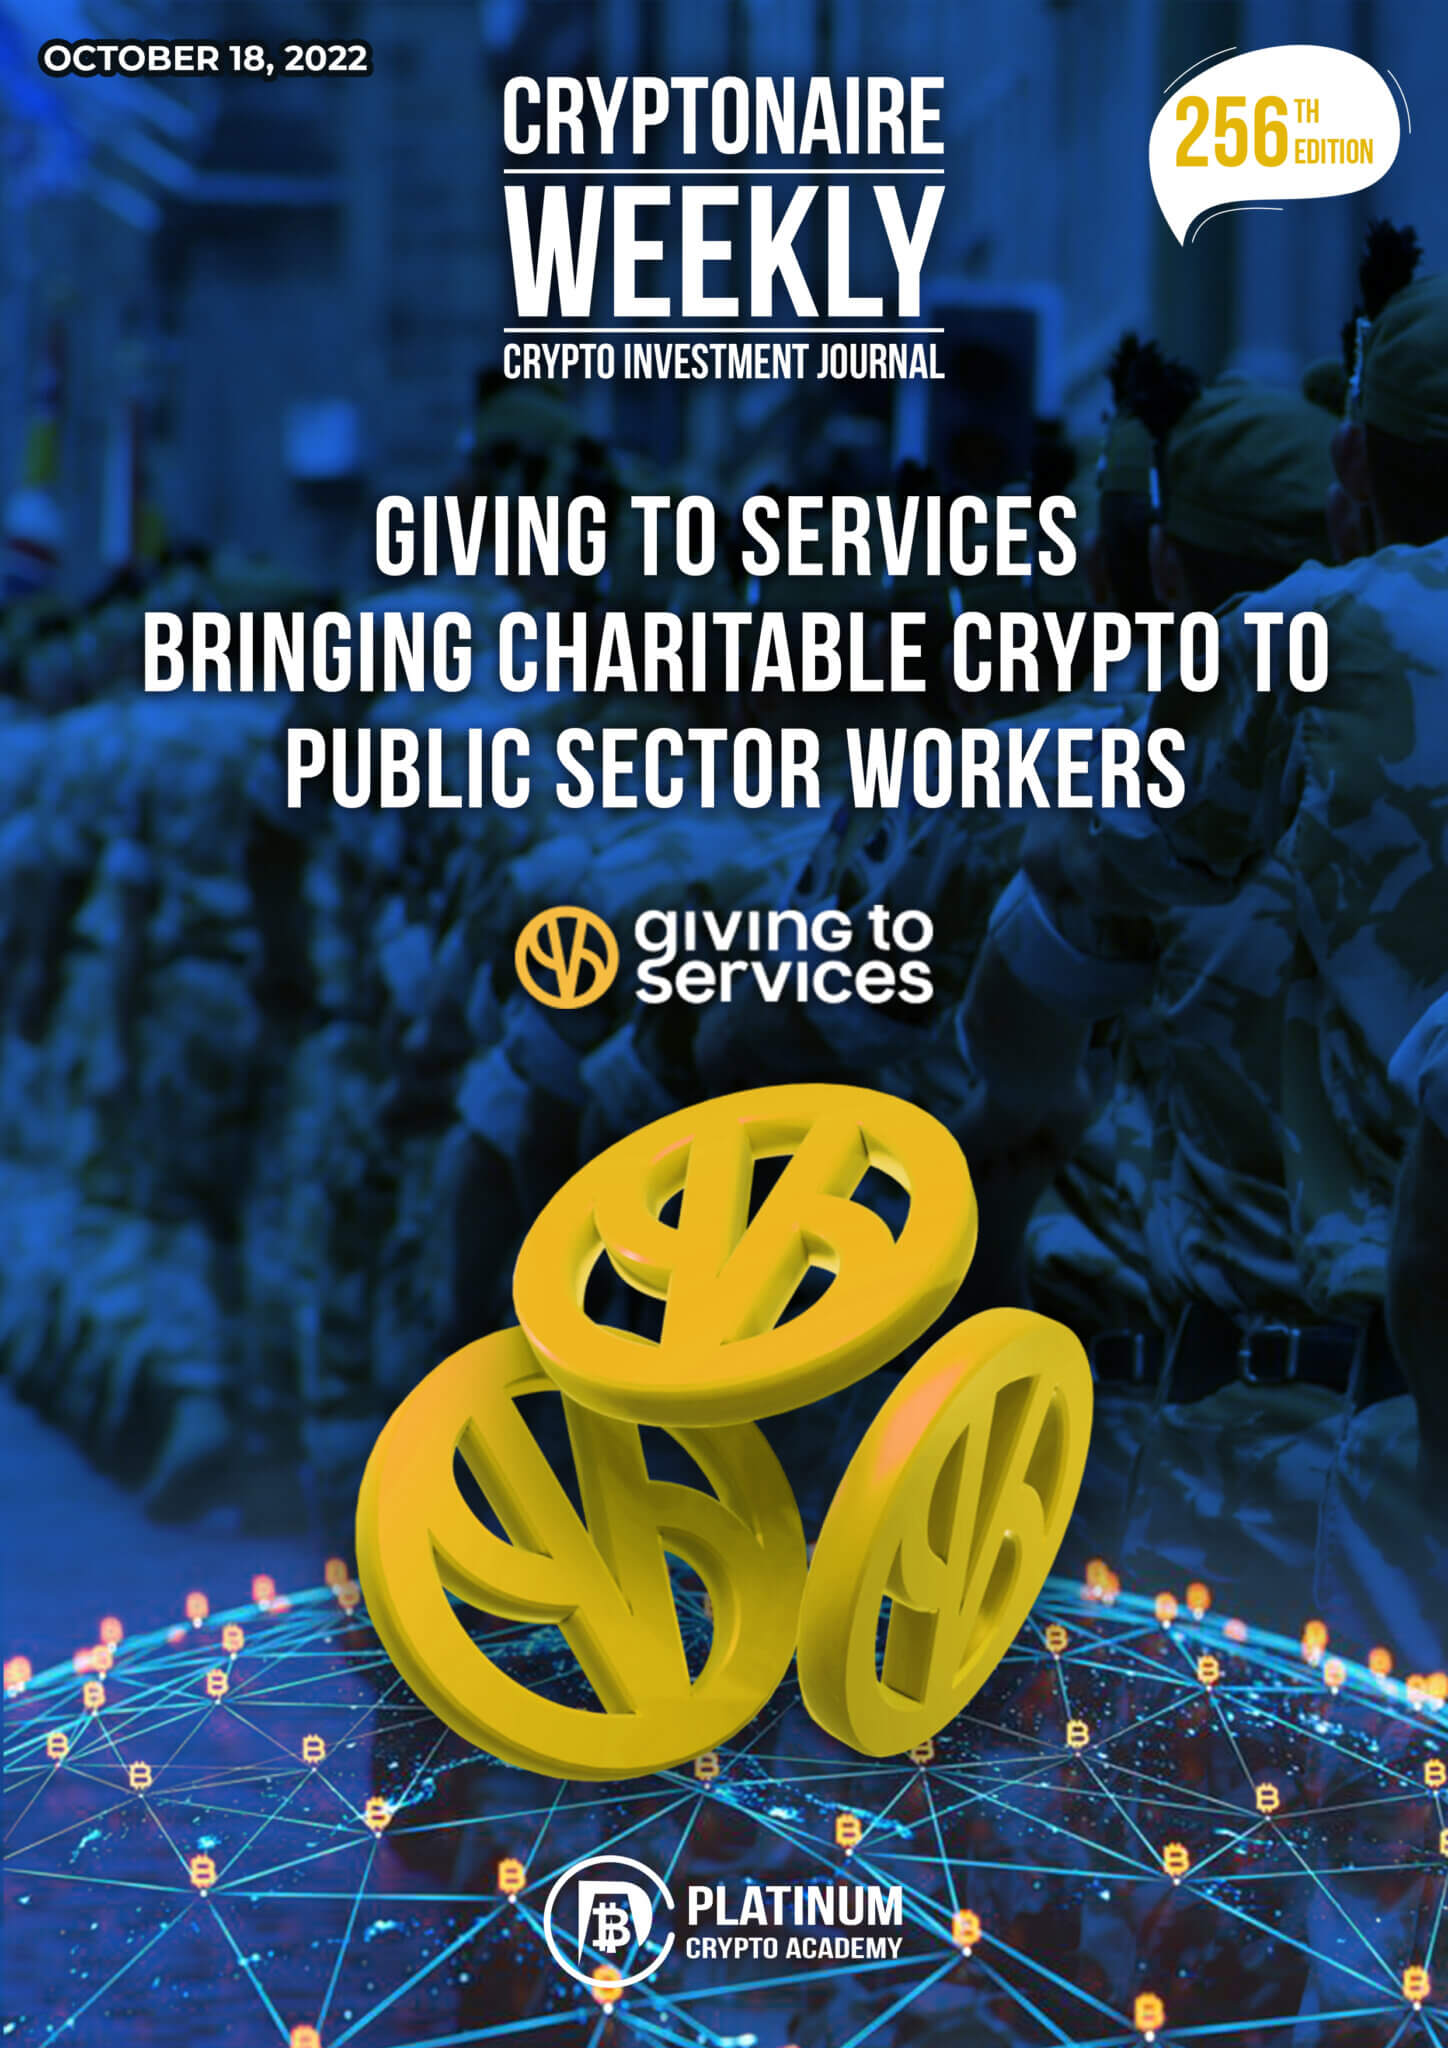 OCTOBER 18, 2022
256TH
EDITION
CRYPTONAIRE
WEEKLY
CRYPTO INVESTMENT JOURNAL
GIVING TO SERVICES
BRINGING CHARITABLE CRYPTO TO
PUBLIC SECTOR WORKERS
giving to
services
PLATINUM
CRYPTO ACADEMY